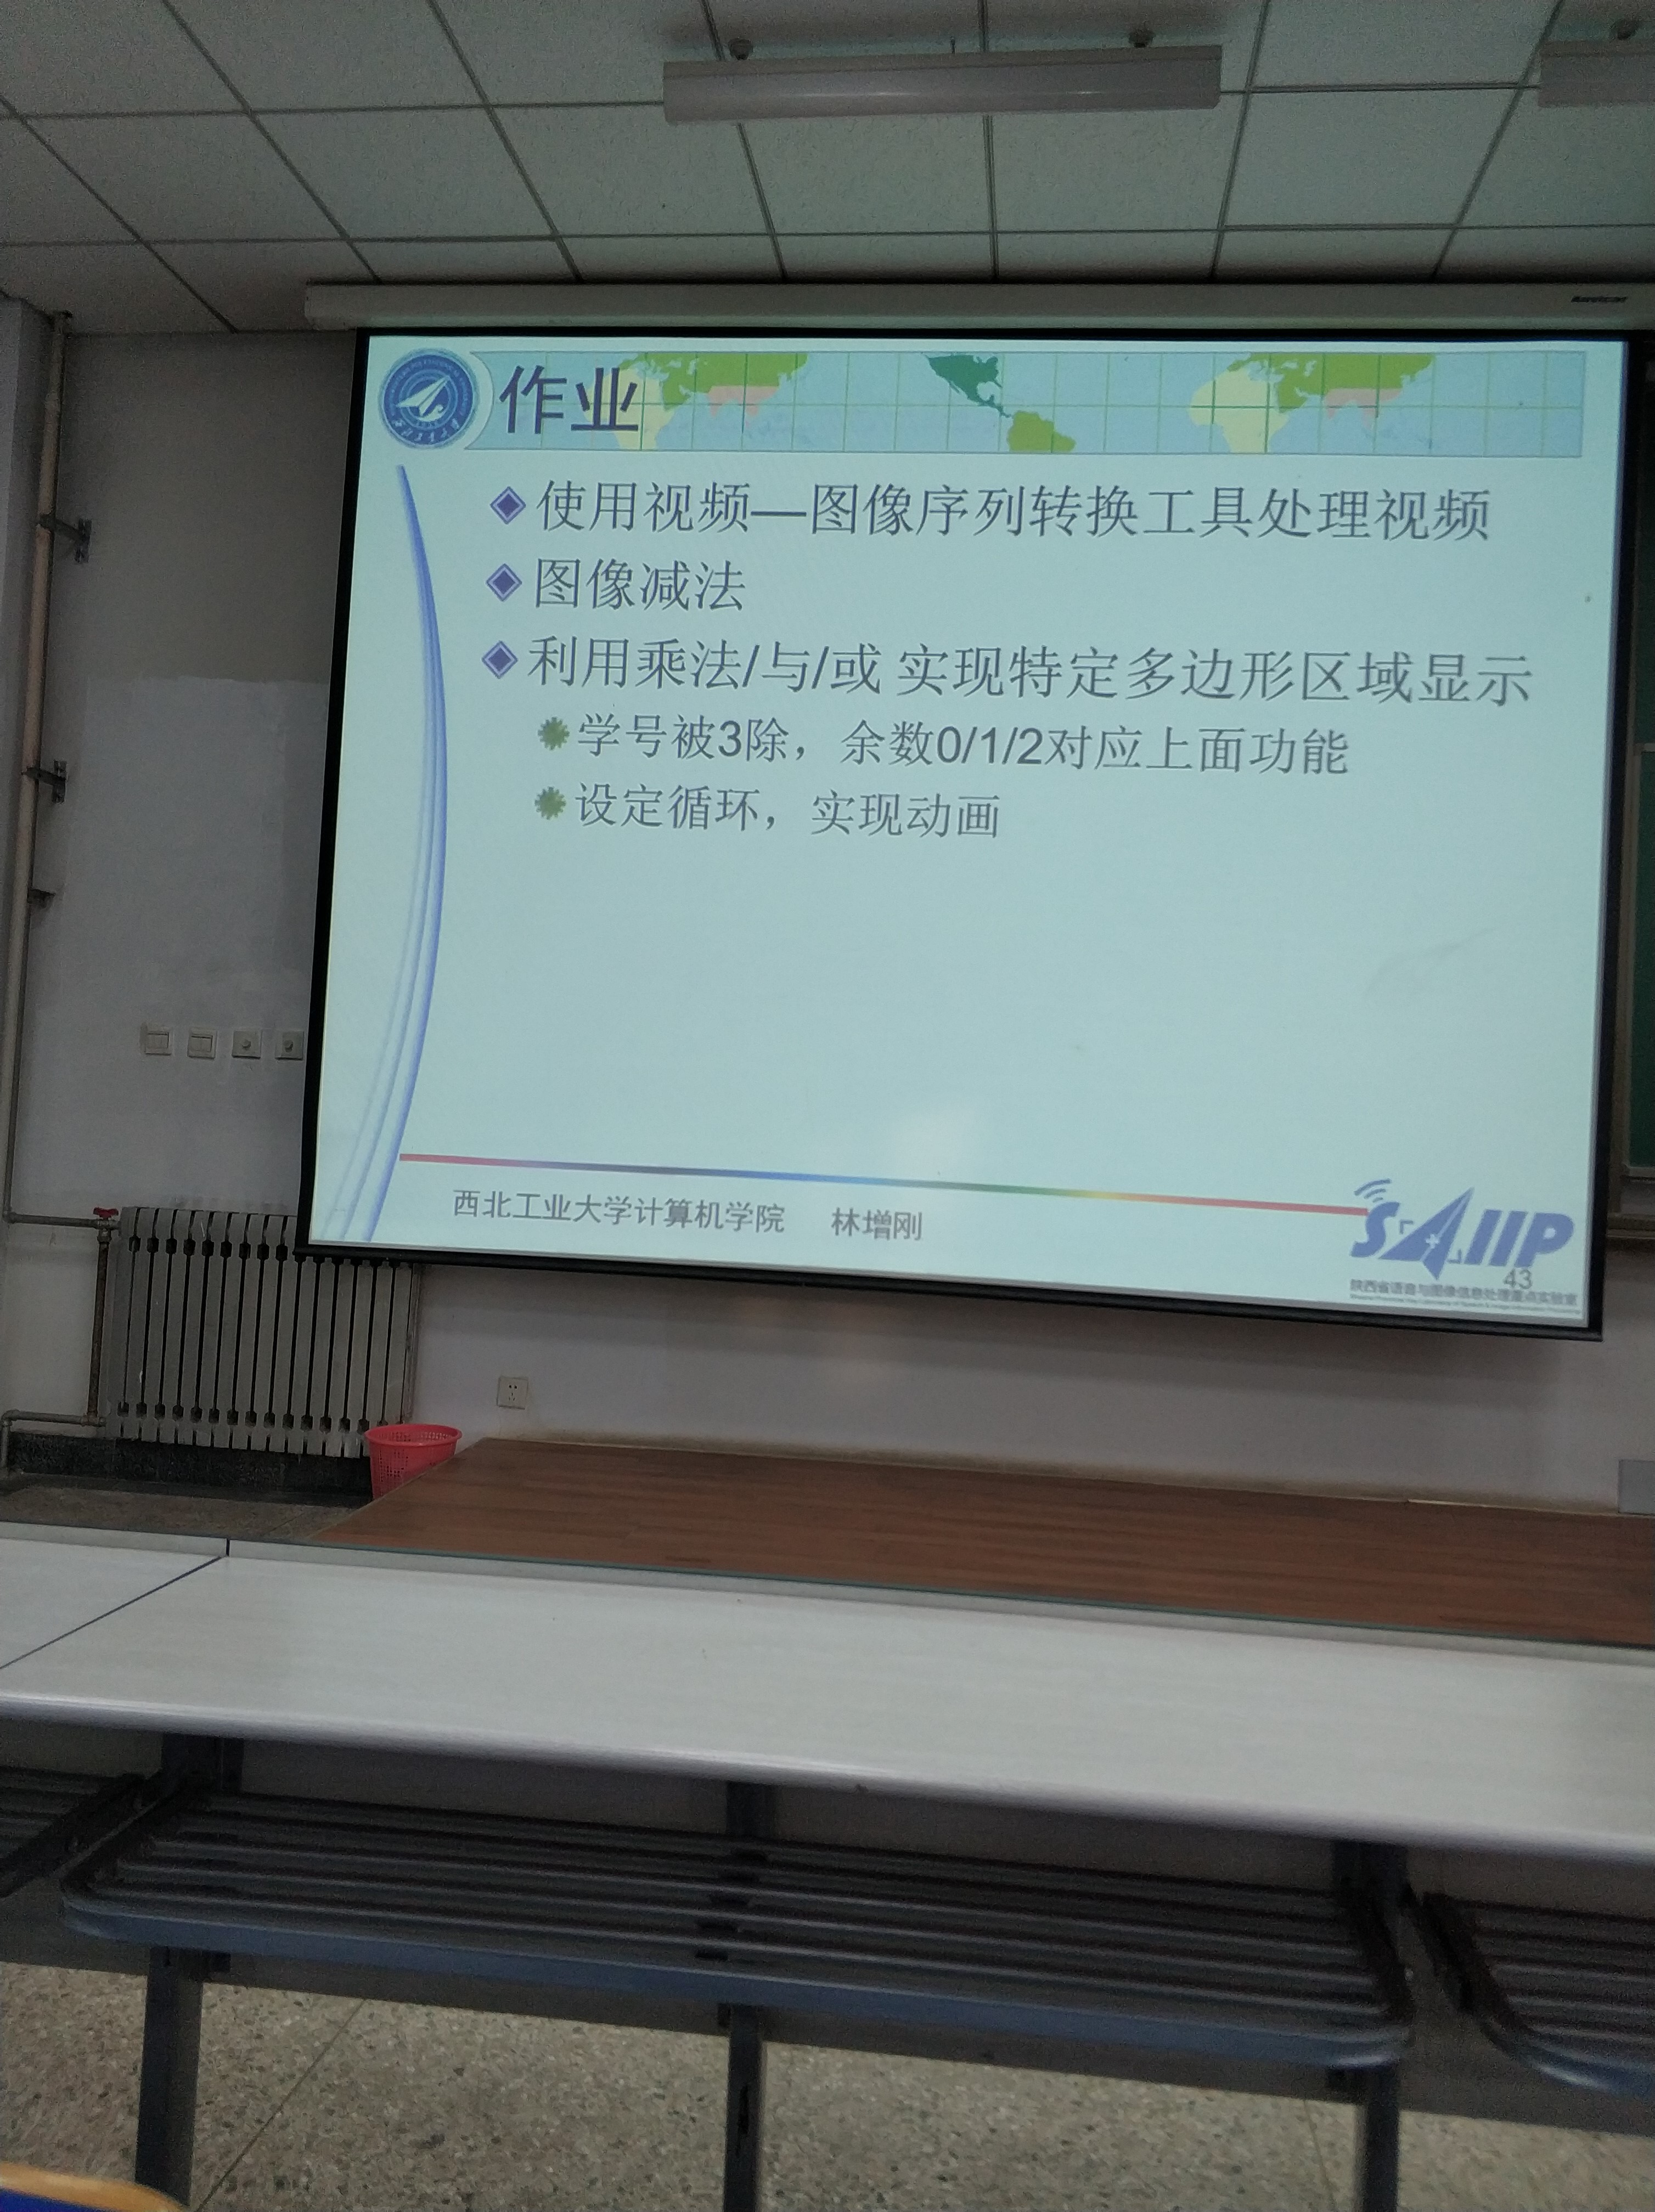 作业
使用视频—图像序列转换工具处理视频
图像减法
利用乘法/与/或 实现特定多边形区域显示
学号被3除，余数0/1/2对应上面功能
设定循环，实现动画
西北工业大学计算机学院 林增刚
SAIIP
43
陕西省语音与图像信息处理重点实验室